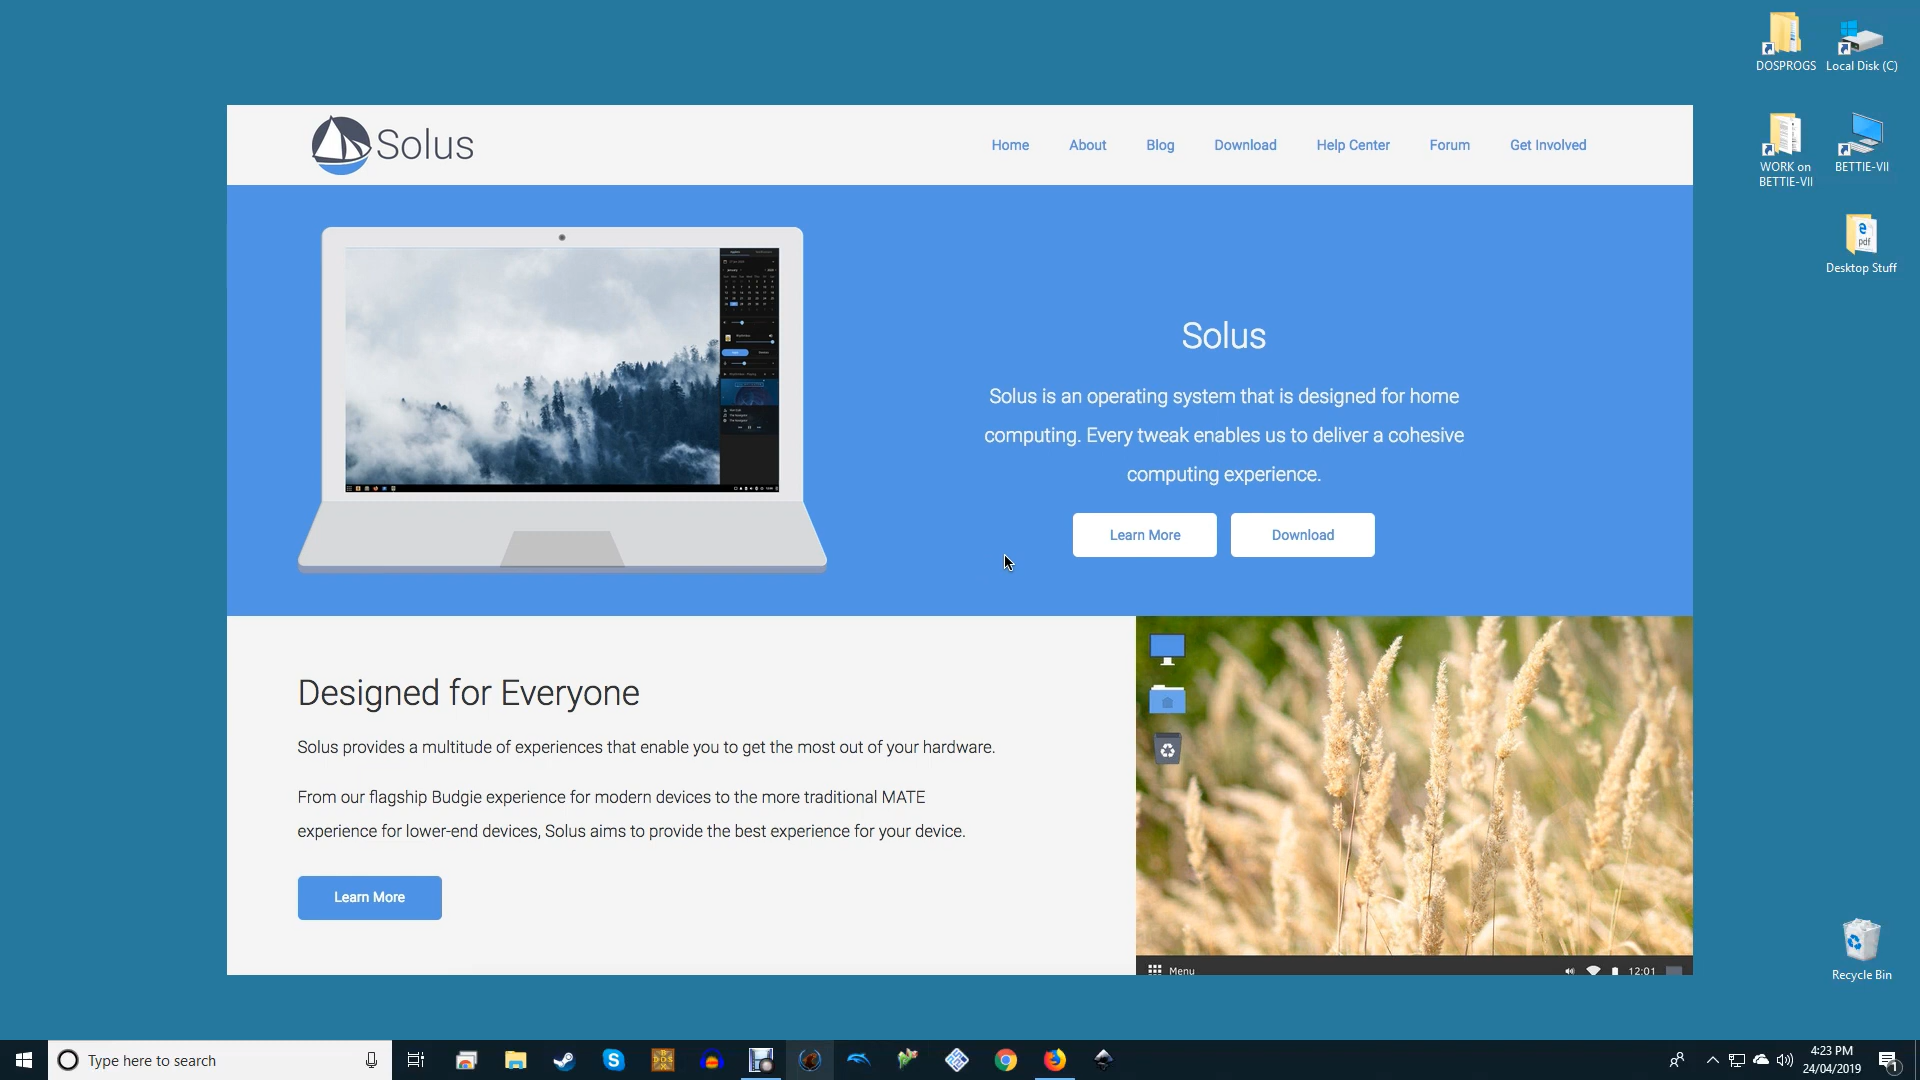 DOSPROGS
Local Disk (C)
WORK on
BETTIE-VII
BETTIE-VII
pdf
Desktop Stuff
Solus
Home
About
Blog
Download
Help Center
Forum
Get Involved
Solus
Solus is an operating system that is designed for home
computing. Every tweak enables us to deliver a cohesive
computing experience.
Learn More
Download
Designed for Everyone
Solus provides a multitude of experiences that enable you to get the most out of your hardware.
From our flagship Budgie experience for modern devices to the more traditional MATE
experience for lower-end devices, Solus aims to provide the best experience for your device.
Learn More
Menu
12:01
Recycle Bin
Type here to search
4:23 PM
24/04/2019
1